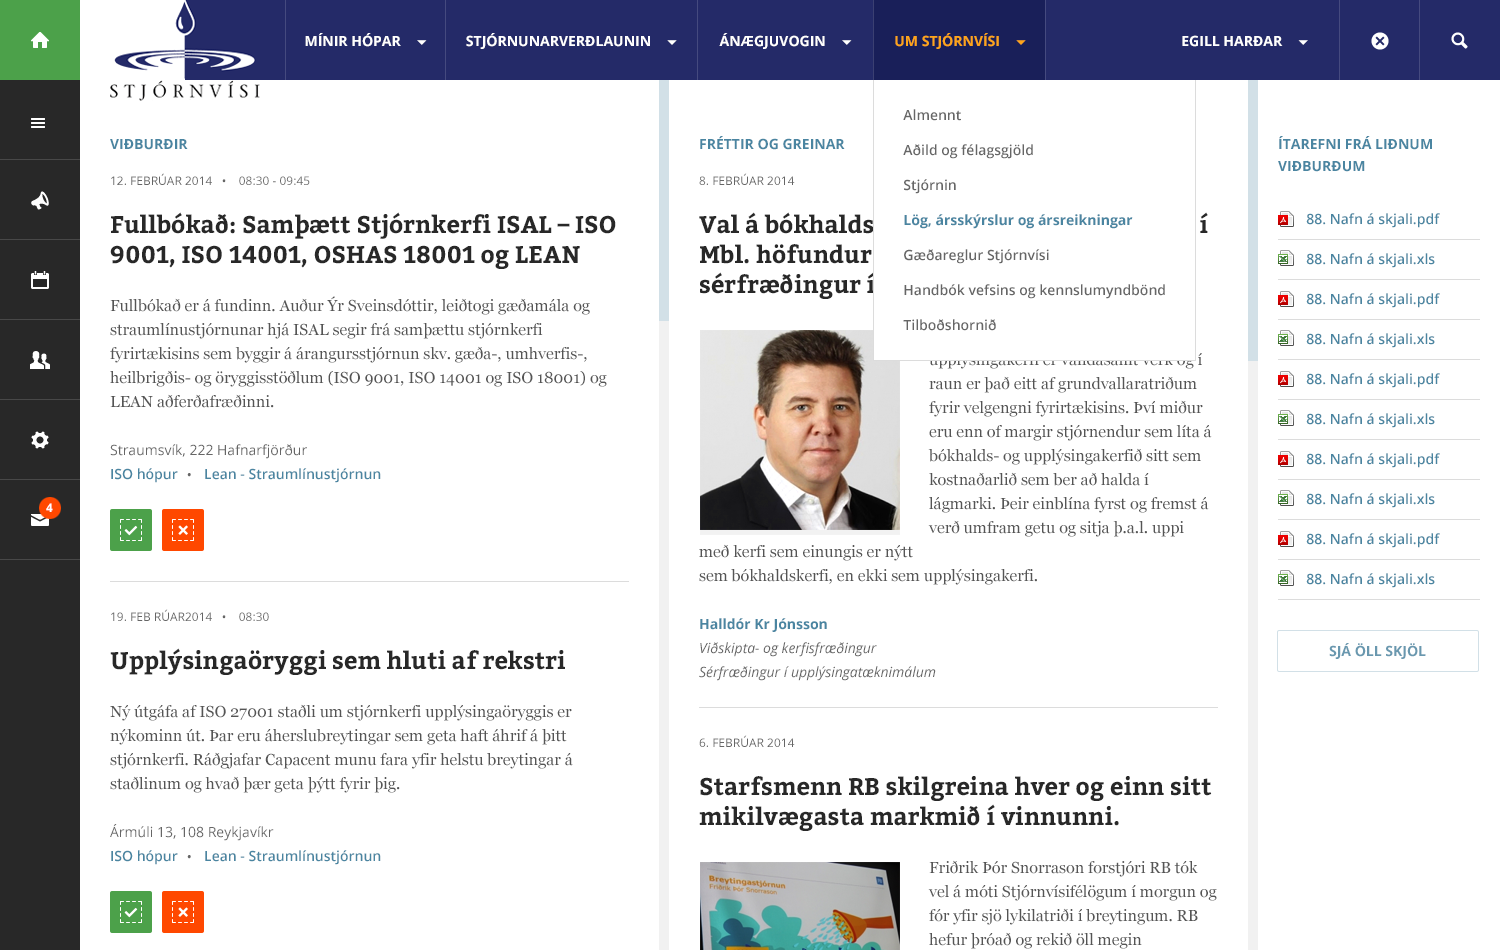 MÍNIR HÓPAR
STJÓRNUNARVERÐLAUNIN
ÁNÆGJUVOGIN
UM STJÓRNVÍSI
EGILL HARÐAR
STJÓRNVÍSI
4
VIÐBURÐIR
12. FEBRÚAR 2014 • 08:30 - 09:45
Fullbókað: Samþætt Stjórnkerfi ISAL – ISO
9001, ISO 14001, OSHAS 18001 og LEAN
Fullbókað er á fundinn. Auður Ýr Sveinsdóttir, leiðtogi gæðamála og
straumlínustjórnunar hjá ISAL segir frá samþættu stjórnkerfi
fyrirtækisins sem byggir á árangursstjórnun skv. gæða-, umhverfis-,
heilbrigðis- og öryggisstöðlum (ISO 9001, ISO 14001 og ISO 18001) og
LEAN aðferðafræðinni.
Straumsvík, 222 Hafnarfjörður
ISO hópur • Lean - Straumlínustjórnun
19. FEB RÚAR2014 • 08:30
Upplýsingaöryggi sem hluti af rekstri
Ný útgáfa af ISO 27001 staðli um stjórnkerfi upplýsingaöryggis er
nýkominn út. Þar eru áherslubreytingar sem geta haft áhrif á þitt
stjórnkerfi. Ráðgjafar Capacent munu fara yfir helstu breytingar á
staðlinum og hvað þær geta þýtt fyrir þig.
Ármúli 13, 108 Reykjavíkr
ISO hópur • Lean - Straumlínustjórnun
FRÉTTIR OG GREINAR
8. FEBRÚAR 2014
Val á bókhalds í
Mbl. höfundur
sérfræðingur í
Almennt
Aðild og félagsgjöld
Stjórnin
Lög, ársskýrslur og ársreikningar
Gæðareglur Stjórnvísi
Handbók vefsins og kennslumyndbönd
Tilboðshornið
upplýsingakerfi er vandasamt verk og í
raun er það eitt af grundvallaratriðum
fyrir velgengni fyrirtækisins. Því miður
eru enn of margir stjórnendur sem líta á
bókhalds- og upplýsingakerfið sitt sem
kostnaðarlið sem ber að halda í
lágmarki. Þeir einblína fyrst og fremst á
verð umfram getu og sitja þ.a.l. uppi
með kerfi sem einungis er nýtt
sem bókhaldskerfi, en ekki sem upplýsingakerfi.
Halldór Kr Jónsson
Viðskipta- og kerfisfræðingur
Sérfræðingur í upplýsingatæknimálum
6. FEBRÚAR 2014
Starfsmenn RB skilgreina hver og einn sitt
mikilvægasta markmið í vinnunni.
Breytingastjórnun
Friðrik Þór Snorrason
Friðrik Þór Snorrason forstjóri RB tók
vel á móti Stjórnvísifélögum í morgun og
fór yfir sjö lykilatriði í breytingum. RB
hefur þróað og rekið öll megin
ÍTAREFNI FRÁ LIÐNUM
VIÐBURÐUM
88. Nafn á skjali.pdf
88. Nafn á skjali.xls
88. Nafn á skjali.pdf
88. Nafn á skjali.xls
88. Nafn á skjali.pdf
88. Nafn á skjali.xls
88. Nafn á skjali.pdf
88. Nafn á skjali.xls
88. Nafn á skjali.pdf
88. Nafn á skjali.xls
SJÁ ÖLL SKJÖL